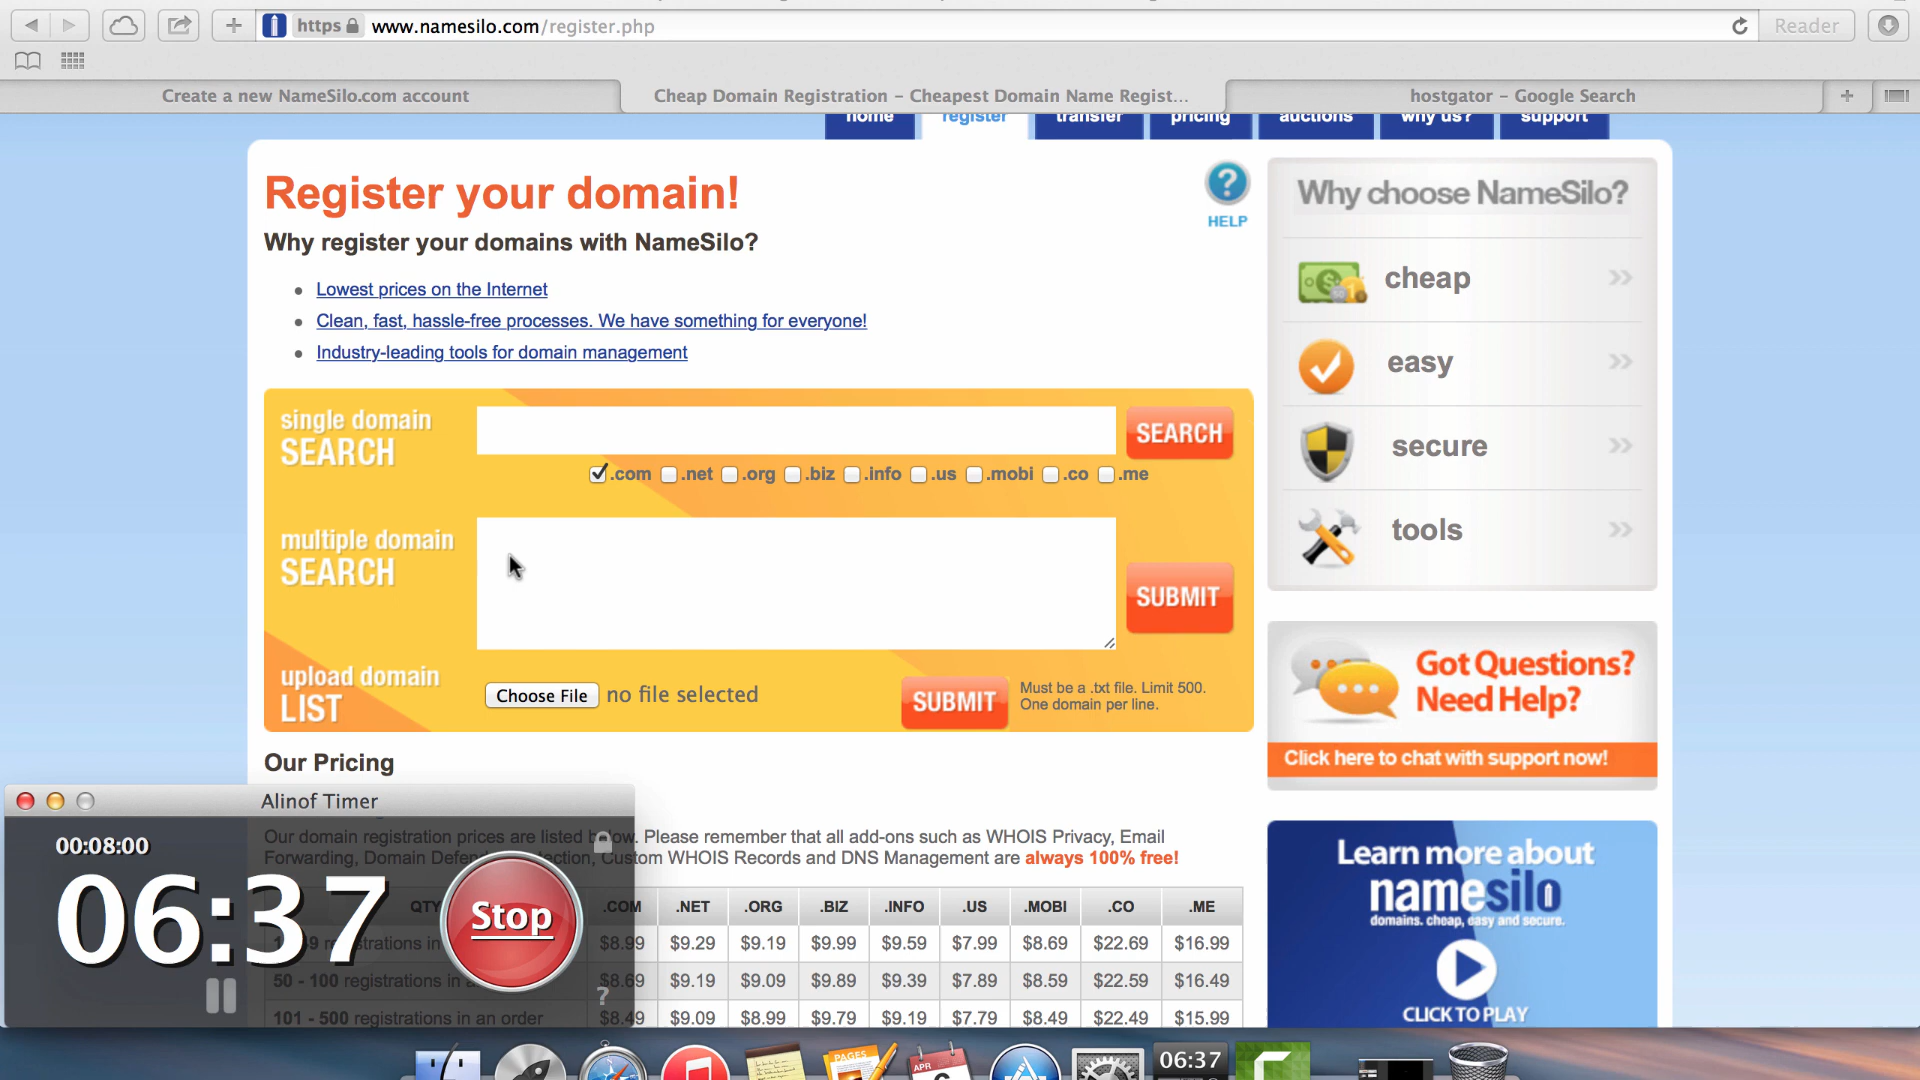 https www.namesilo.com/register.php
Reader
Create a new NameSilo.com account
Cheap Domain Registration – Cheapest Domain Name Regist...
hostgator – Google Search
home register transfer pricing auctions why us? support
Register your domain!
HELP
Why register your domains with NameSilo?
Lowest prices on the Internet
Clean, fast, hassle-free processes. We have something for everyone!
Industry-leading tools for domain management
single domain
SEARCH
SEARCH
.com .net .org .biz .info .us .mobi .co .me
multiple domain
SEARCH
SUBMIT
upload domain
LIST
Choose File no file selected
SUBMIT
Must be a .txt file. Limit 500.
One domain per line.
Why choose NameSilo?
cheap
easy
secure
tools
Got Questions?
Need Help?
Click here to chat with support now!
Learn more about
namesilo
domains. cheap, easy and secure.
CLICK TO PLAY
Our Pricing
Our domain registration prices are listed below. Please remember that all add-ons such as WHOIS Privacy, Email
Forwarding, Domain Custom WHOIS Records and DNS Management are always 100% free!
QTY .COM .NET .ORG .BIZ .INFO .US .MOBI .CO .ME
$8.99 $9.29 $9.19 $9.99 $9.59 $7.99 $8.69 $22.69 $16.99
50 - 100 registrations in $8.69 $9.19 $9.09 $9.89 $9.39 $7.89 $8.59 $22.59 $16.49
101 - 500 registrations in an order $8.49 $9.09 $8.99 $9.79 $9.19 $7.79 $8.49 $22.49 $15.99
Alinof Timer
00:08:00
06:37
Stop
?
PAGES
APR
06:37